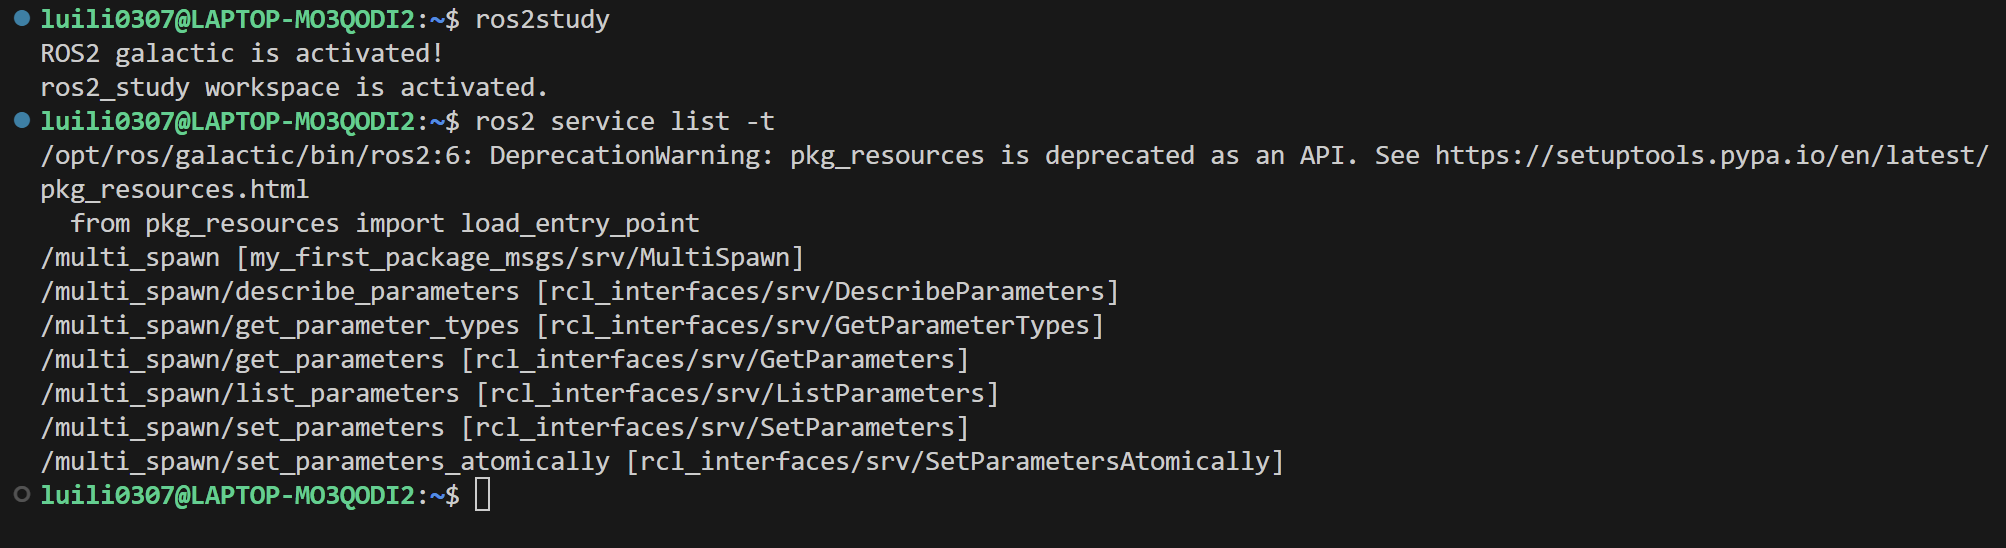 luili0307@LAPTOP-MO3QODI2:~$ ros2study
ROS2 galactic is activated!
ros2_study workspace is activated.
luili0307@LAPTOP-MO3QODI2:~$ ros2 service list -t
/opt/ros/galactic/bin/ros2:6: DeprecationWarning: pkg_resources is deprecated as an API. See https://setuptools.pypa.io/en/latest/
pkg_resources.html
  from pkg_resources import load_entry_point
/multi_spawn [my_first_package_msgs/srv/MultiSpawn]
/multi_spawn/describe_parameters [rcl_interfaces/srv/DescribeParameters]
/multi_spawn/get_parameter_types [rcl_interfaces/srv/GetParameterTypes]
/multi_spawn/get_parameters [rcl_interfaces/srv/GetParameters]
/multi_spawn/list_parameters [rcl_interfaces/srv/ListParameters]
/multi_spawn/set_parameters [rcl_interfaces/srv/SetParameters]
/multi_spawn/set_parameters_atomically [rcl_interfaces/srv/SetParametersAtomically]
luili0307@LAPTOP-MO3QODI2:~$